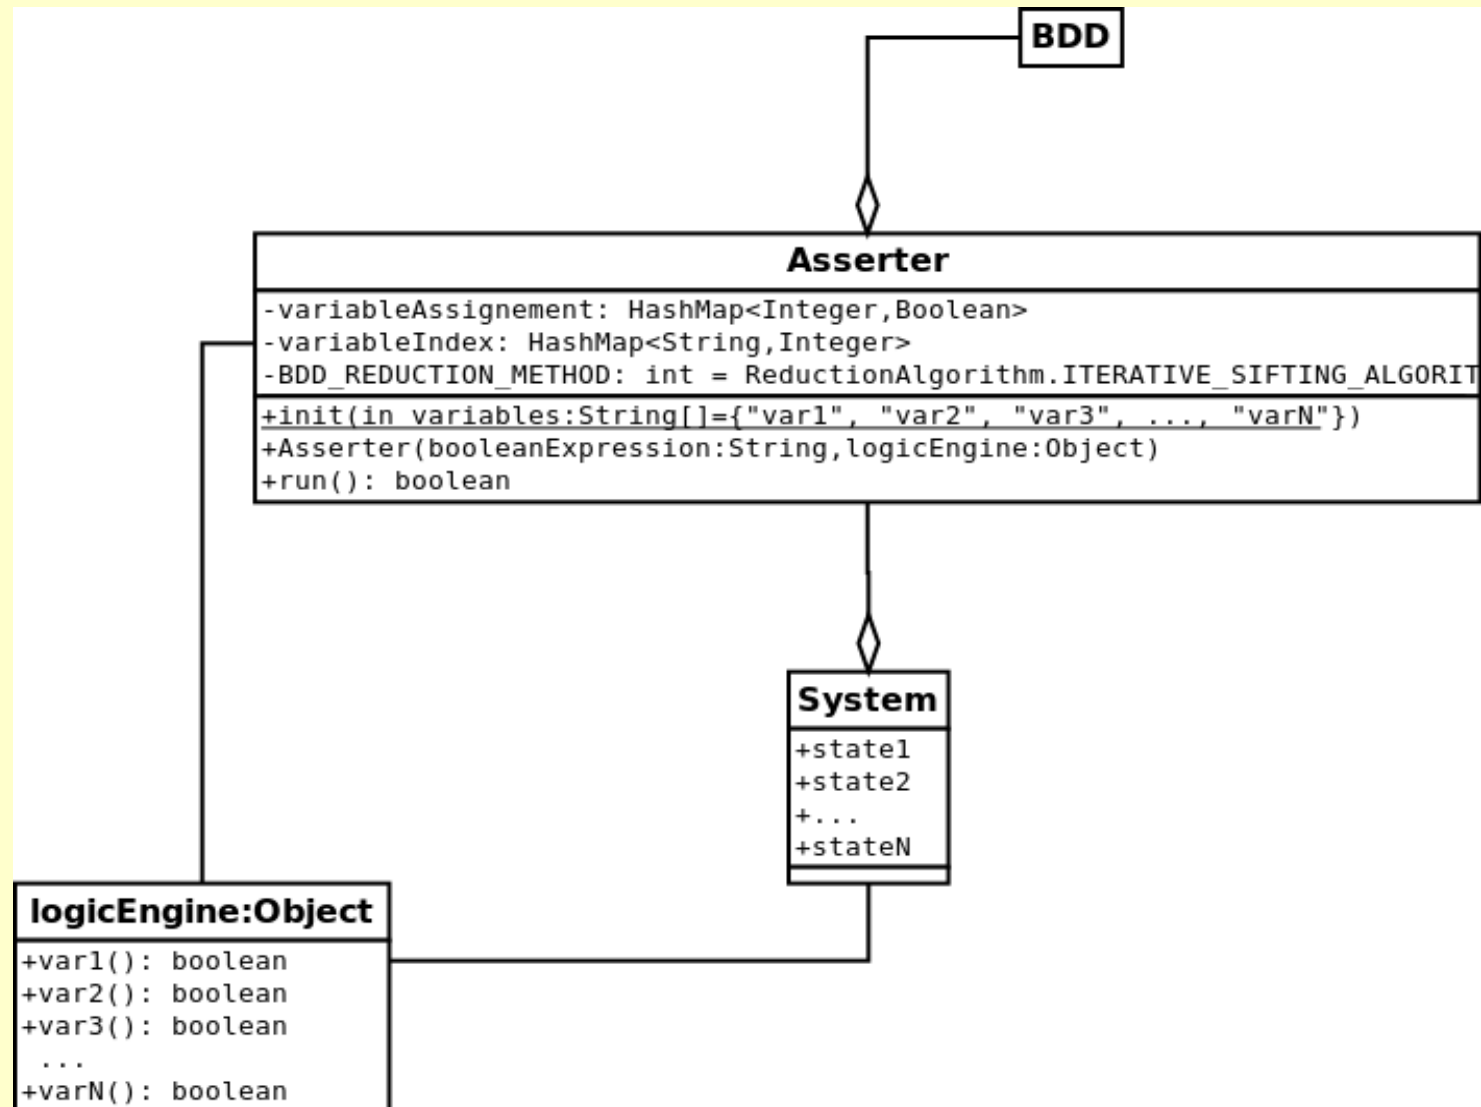 BDD
Asserter
-variableAssignement: HashMap<Integer,Boolean>
-variableIndex: HashMap<String,Integer>
-BDD_REDUCTION_METHOD: int = ReductionAlgorithm.ITERATIVE_SIFTING_ALGORIT
+init(in variables:String[]={"var1", "var2", "var3", ..., "varN"})
+Asserter(booleanExpression:String,logicEngine:Object)
+run(): boolean
System
+state1
+state2
+...
+stateN
logicEngine:Object
+var1(): boolean
+var2(): boolean
+var3(): boolean
...
+varN(): boolean